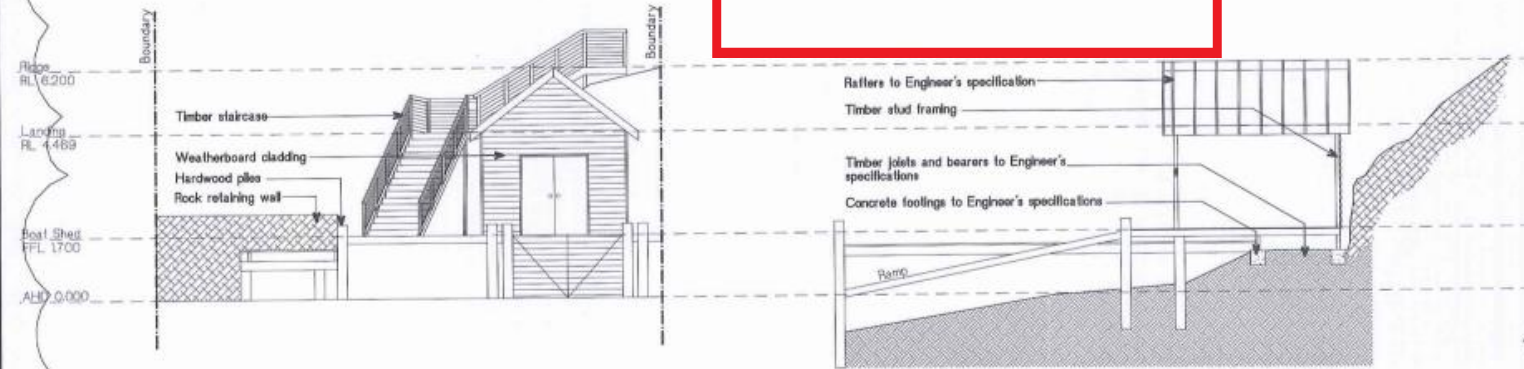 Boundary
Boundary
Ridge
RL 6.200
Landing
RL 4.469
Boat Shed
FFL 1.700
AHD 0.000
Timber staircase
Weatherboard cladding
Hardwood piles
Rock retaining wall
Rafters to Engineer's specification
Timber stud framing
Timber joists and bearers to Engineer's
specifications
Concrete footings to Engineer's specifications
Ramp